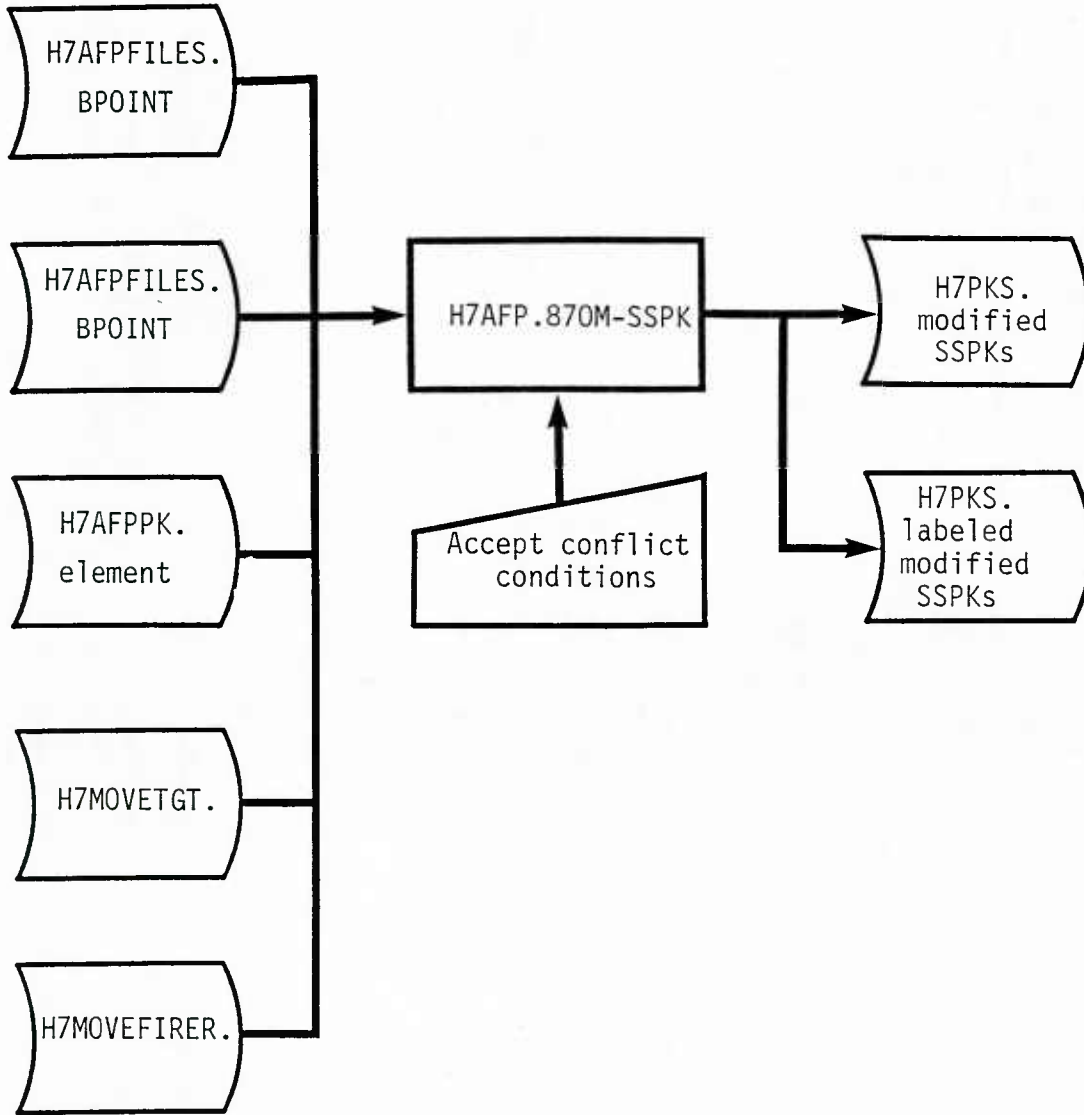 H7AFPFILES.
BPOINT
H7AFPFILES.
BPOINT
H7AFPPK.
element
H7MOVETGT.
H7MOVEFIRER.
H7AFP.870M-SSPK
Accept conflict
conditions
H7PKS.
modified
SSPKs
H7PKS.
labeled
modified
SSPKs